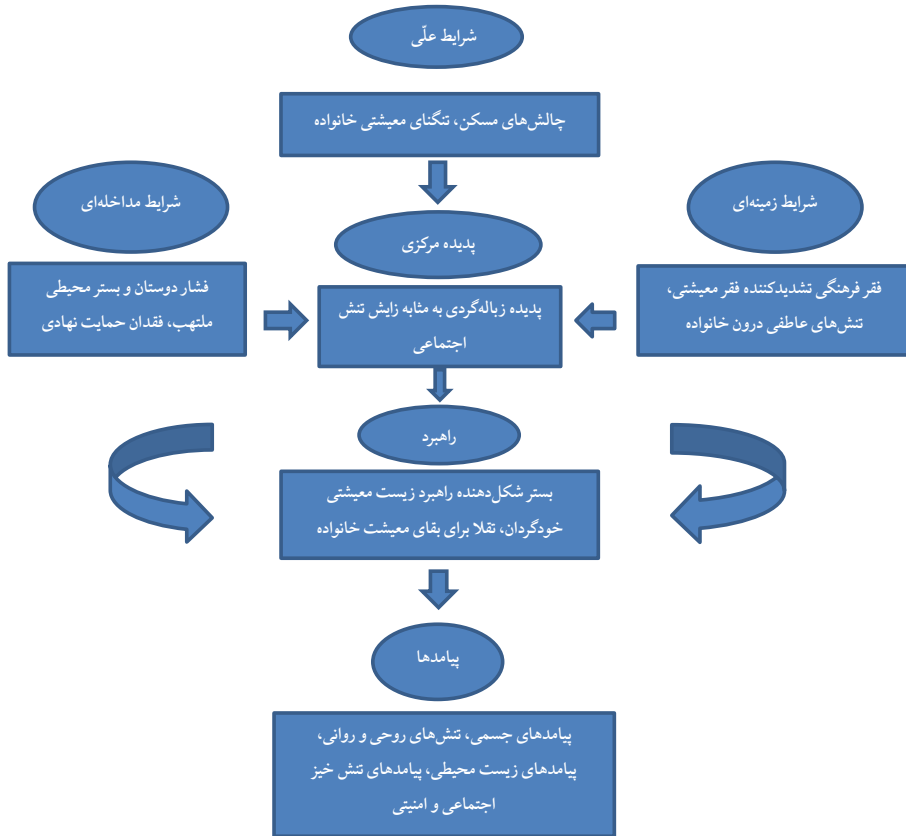 شرایط علّی
چالش‌های مسکن، تنگنای معیشتی خانواده
شرایط زمینه‌ای
فقر فرهنگی تشدیدکننده فقر معیشتی،
تنش‌های عاطفی درون خانواده
شرایط مداخله‌ای
فشار دوستان و بستر محیطی
ملتهب، فقدان حمایت نهادی
پدیده مرکزی
پدیده زباله‌گردی به مثابه زایش تنش
اجتماعی
راهبرد
بستر شکل‌دهنده راهبرد زیست معیشتی
خودگردان، تقلا برای بقای معیشت خانواده
پیامدها
پیامدهای جسمی، تنش‌های روحی و روانی،
پیامدهای زیست محیطی، پیامدهای تنش خیز
اجتماعی و امنیتی